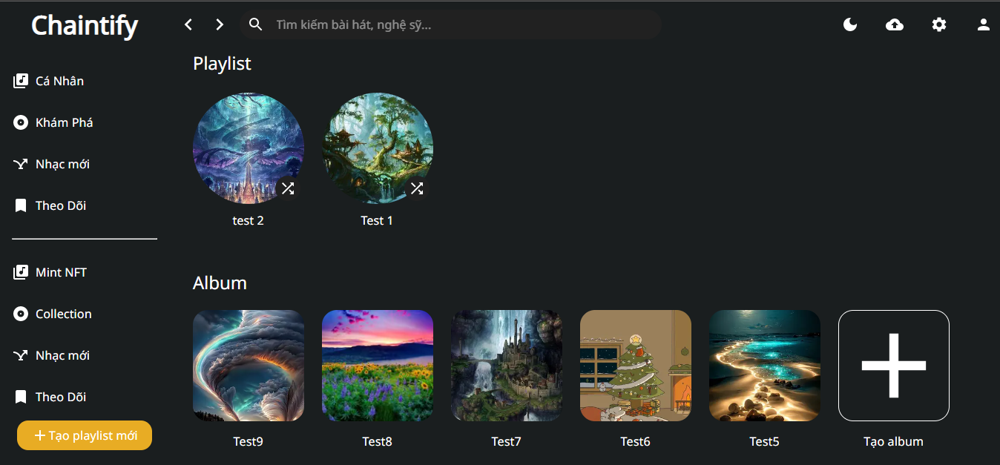 Chaintify
Tìm kiếm bài hát, nghệ sỹ...
Cá Nhân
Khám Phá
Nhạc mới
Theo Dõi
Mint NFT
Collection
Nhạc mới
Theo Dõi
Tạo playlist mới
Playlist
test 2
Test 1
Album
Test9
Test8
Test7
Test6
Test5
Tạo album